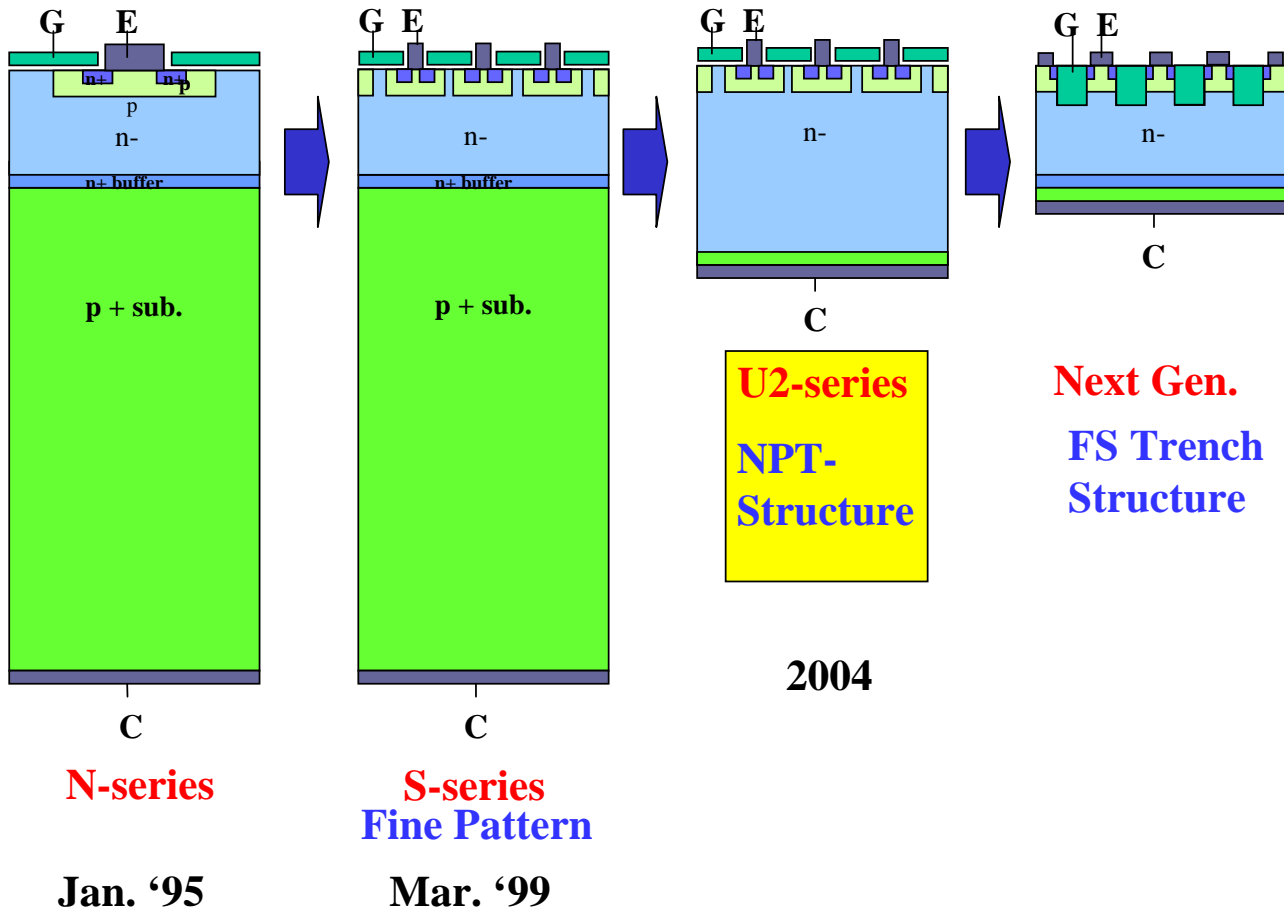 G E
n+ n+
p
p
n-
n+ buffer
p + sub.
C
N-series
Jan. ‘95
G E
n-
n+ buffer
p + sub.
C
S-series
Fine Pattern
Mar. ‘99
G E
n-
C
U2-series
NPT-
Structure
2004
G E
n-
C
Next Gen.
FS Trench
Structure